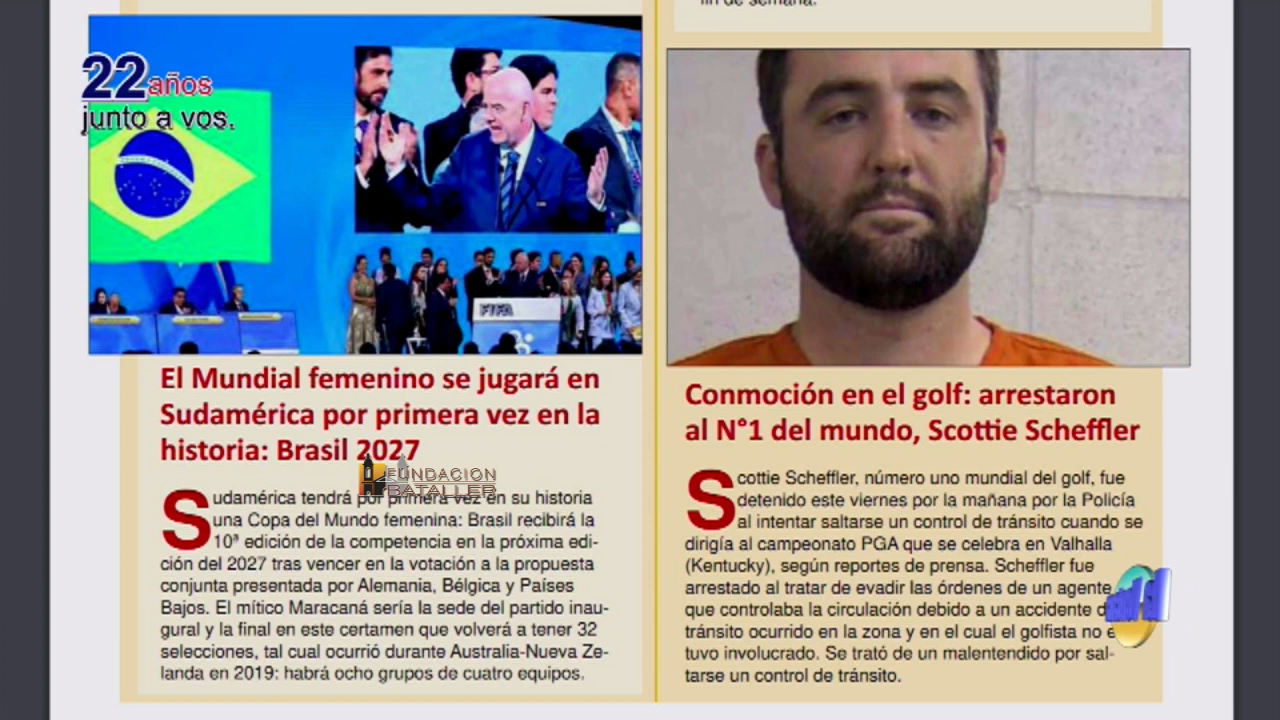 fin de semana.
22años
junto a vos.
FIFA
El Mundial femenino se jugará en
Sudamérica por primera vez en la
historia: Brasil 2027
FUNDACION
BATALLER
Sudamérica tendrá por primera vez en su historia
una Copa del Mundo femenina: Brasil recibirá la
10ª edición de la competencia en la próxima edi-
ción del 2027 tras vencer en la votación a la propuesta
conjunta presentada por Alemania, Bélgica y Países
Bajos. El mítico Maracaná sería la sede del partido inau-
gural y la final en este certamen que volverá a tener 32
selecciones, tal cual ocurrió durante Australia-Nueva Ze-
landa en 2019: habrá ocho grupos de cuatro equipos.
Conmoción en el golf: arrestaron
al N°1 del mundo, Scottie Scheffler
Scottie Scheffler, número uno mundial del golf, fue
detenido este viernes por la mañana por la Policía
al intentar saltarse un control de tránsito cuando se
dirigía al campeonato PGA que se celebra en Valhalla
(Kentucky), según reportes de prensa. Scheffler fue
arrestado al tratar de evadir las órdenes de un agente
que controlaba la circulación debido a un accidente
tránsito ocurrido en la zona y en el cual el golfista no
tuvo involucrado. Se trató de un malentendido por sal-
tarse un control de tránsito.